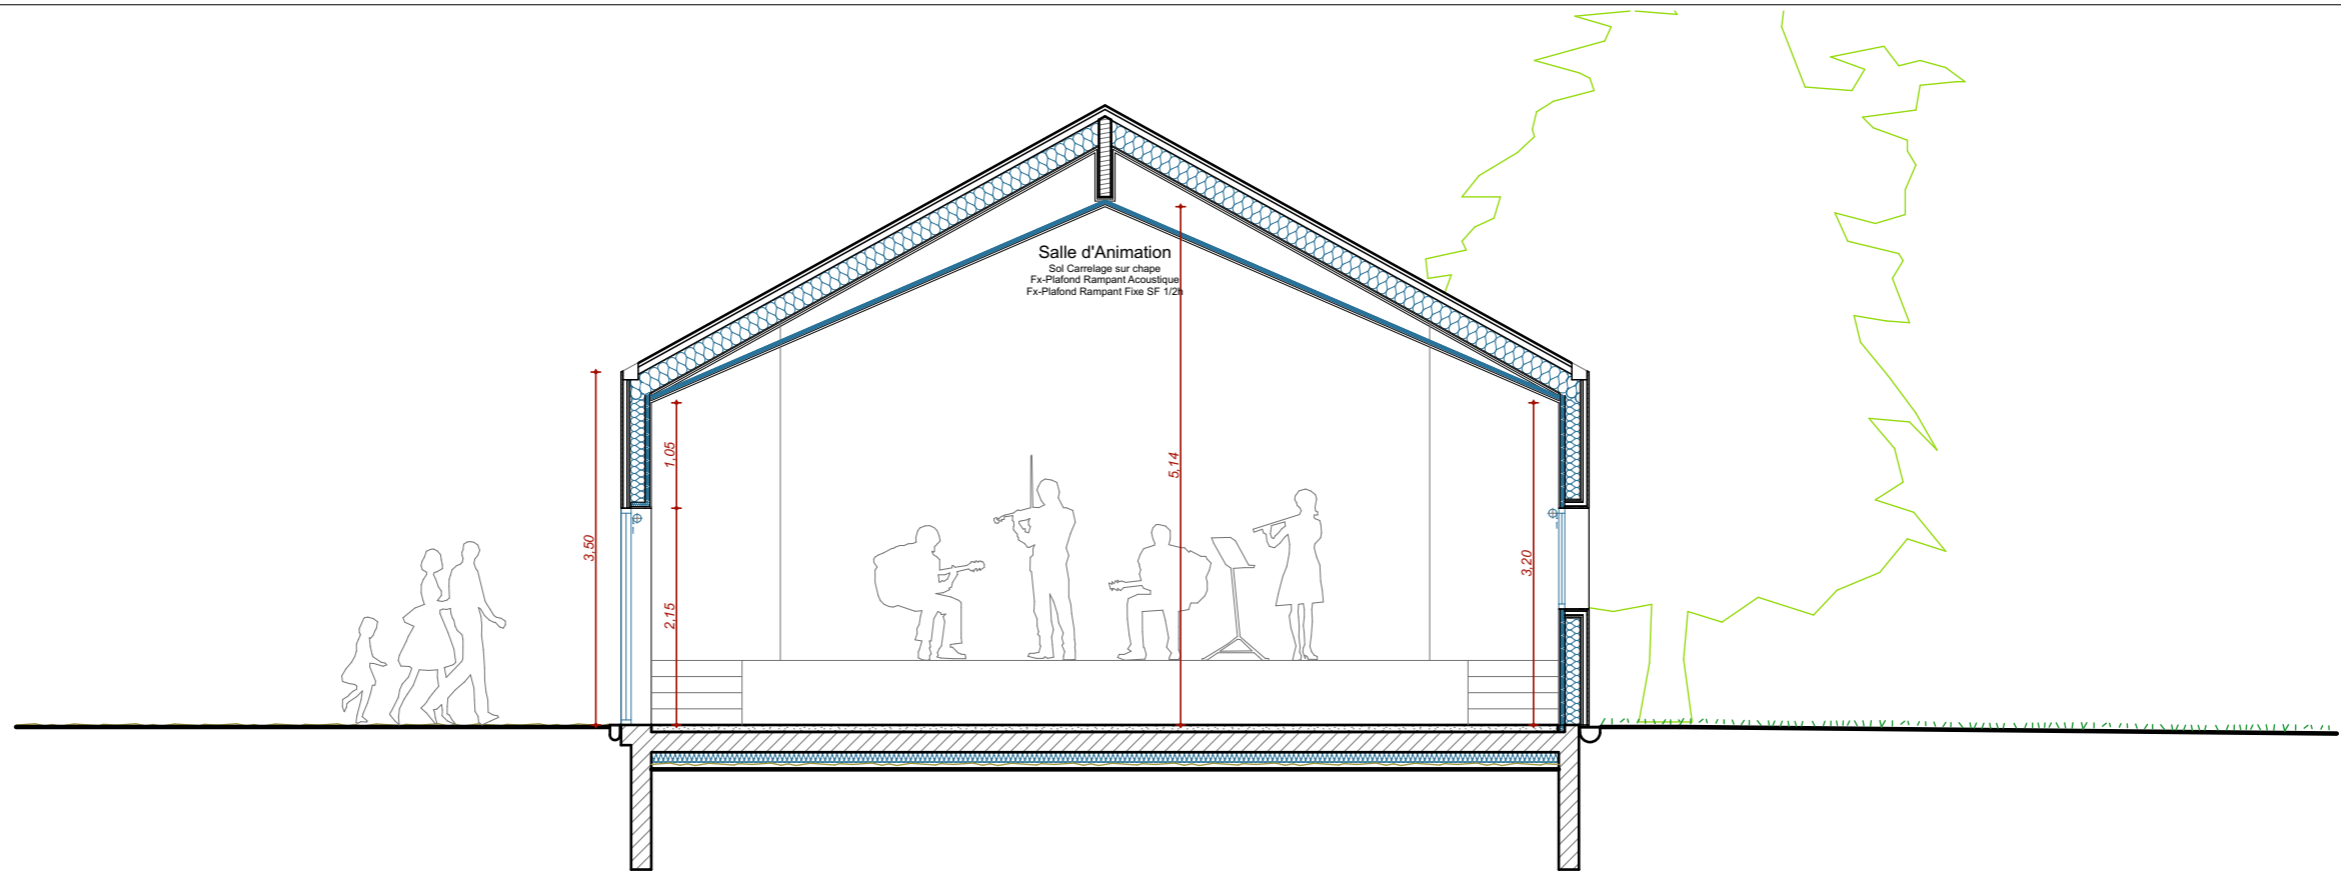 Salle d'Animation
Sol Carrelage sur chape
Fx-Plafond Rampant Acoustique
Fx-Plafond Rampant Fixe SF 1/2h
1,05
5,14
3,50
3,20
2,15